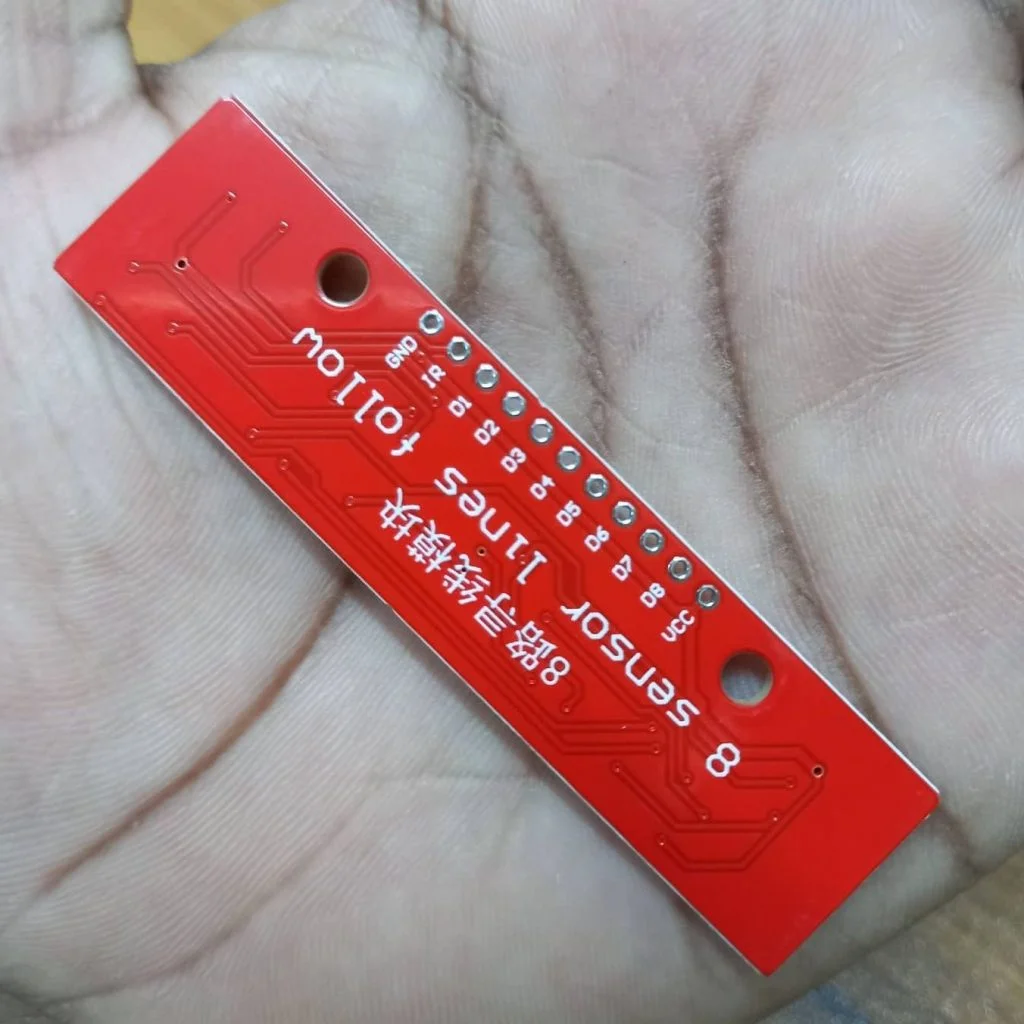 8 sensor lines follow
8路寻线模块
VCC
D8
D7
D6
D5
D4
D3
D2
D1
IR
GND